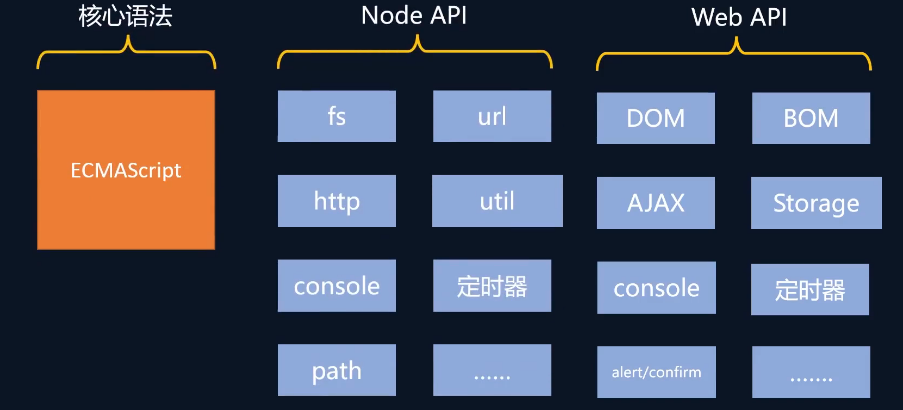 核心语法
Node API
Web API
ECMAScript
fs
url
DOM
BOM
http
util
AJAX
Storage
console
定时器
console
定时器
path
......
alert/confirm
.......